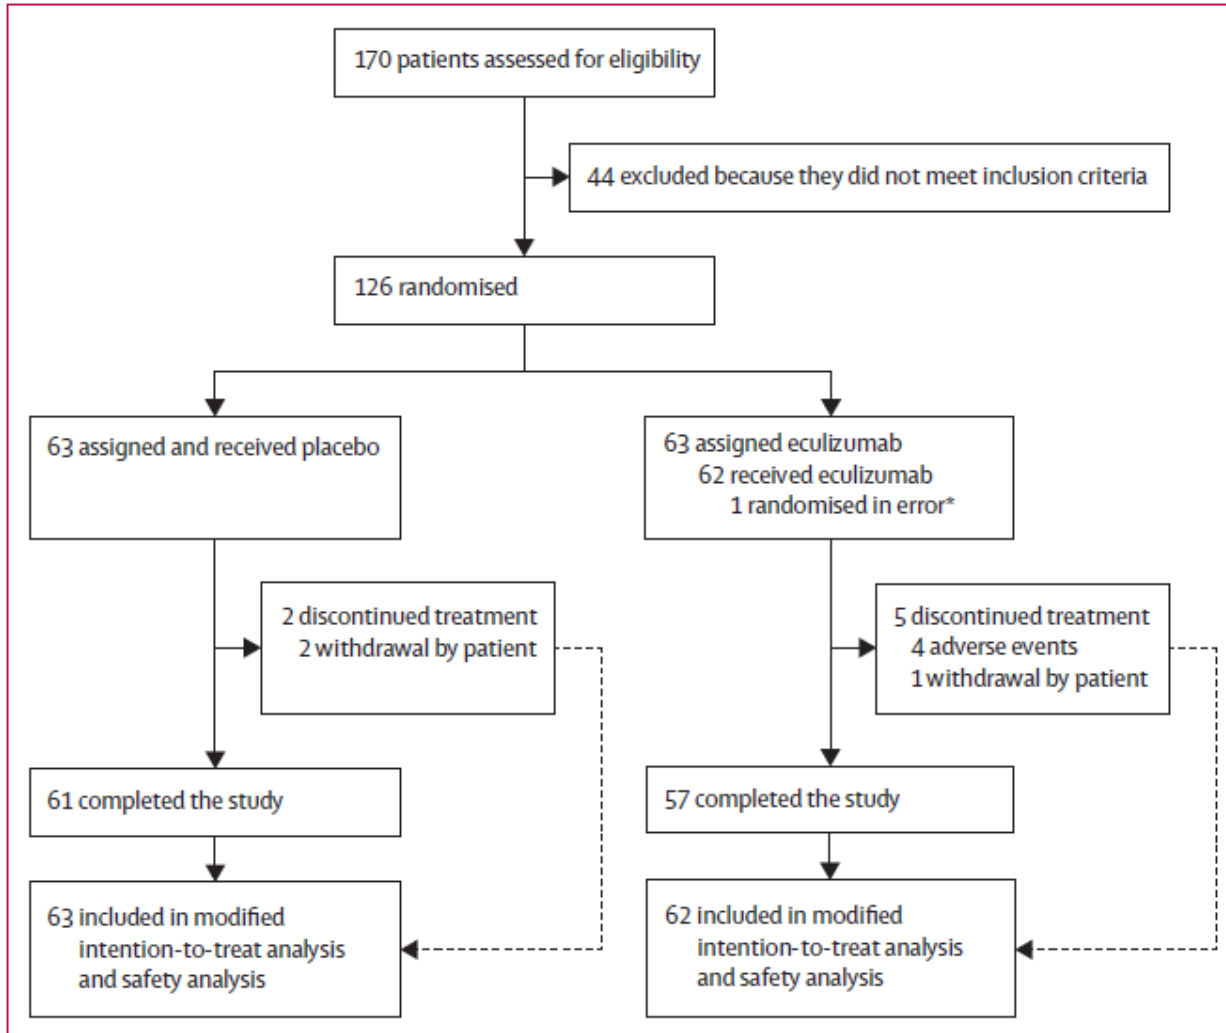 170 patients assessed for eligibility
44 excluded because they did not meet inclusion criteria
126 randomised
63 assigned and received placebo
63 assigned eculizumab
62 received eculizumab
1 randomised in error*
2 discontinued treatment
2 withdrawal by patient
5 discontinued treatment
4 adverse events
1 withdrawal by patient
61 completed the study
57 completed the study
63 included in modified
intention-to-treat analysis
and safety analysis
62 included in modified
intention-to-treat analysis
and safety analysis